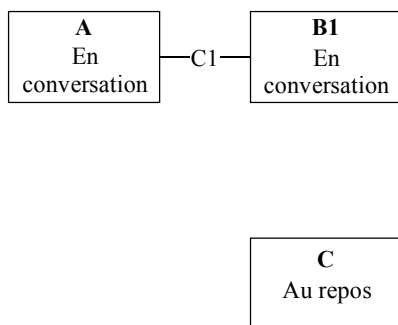 A
En
conversation
C1
B1
En
conversation
C
Au repos